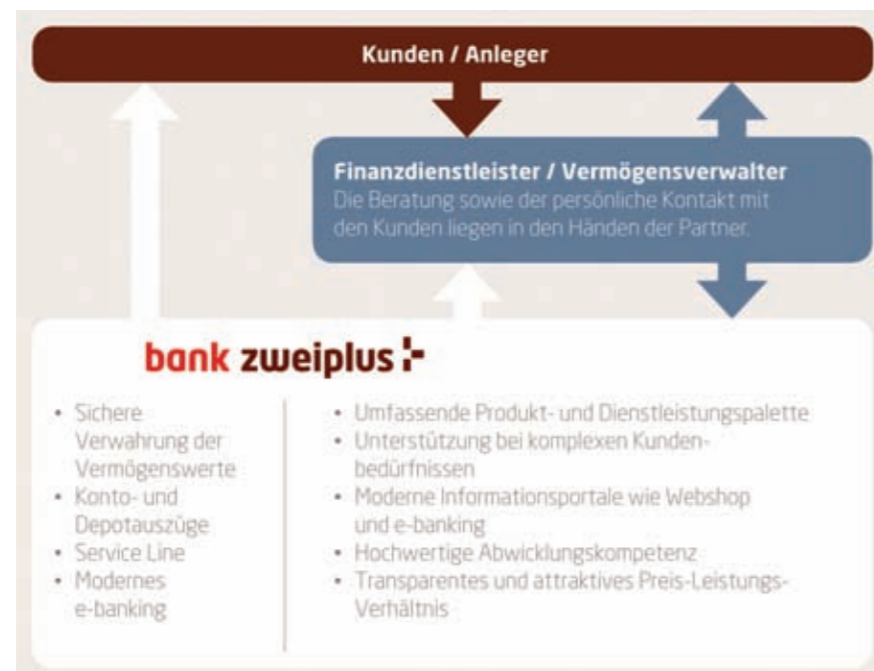 Kunden / Anleger
Finanzdienstleister / Vermögensverwalter
Die Beratung sowie der persönliche Kontakt mit
den Kunden liegen in den Händen der Partner.
bank zweiplus
• Sichere
Verwahrung der
Vermögenswerte
• Konto- und
Depotauszüge
• Service Line
• Modernes
e-banking
• Umfassende Produkt- und Dienstleistungspalette
• Unterstützung bei komplexen Kunden-
bedürfnissen
• Moderne Informationsportale wie Webshop
und e-banking
• Hochwertige Abwicklungskompetenz
• Transparentes und attraktives Preis-Leistungs-
Verhältnis